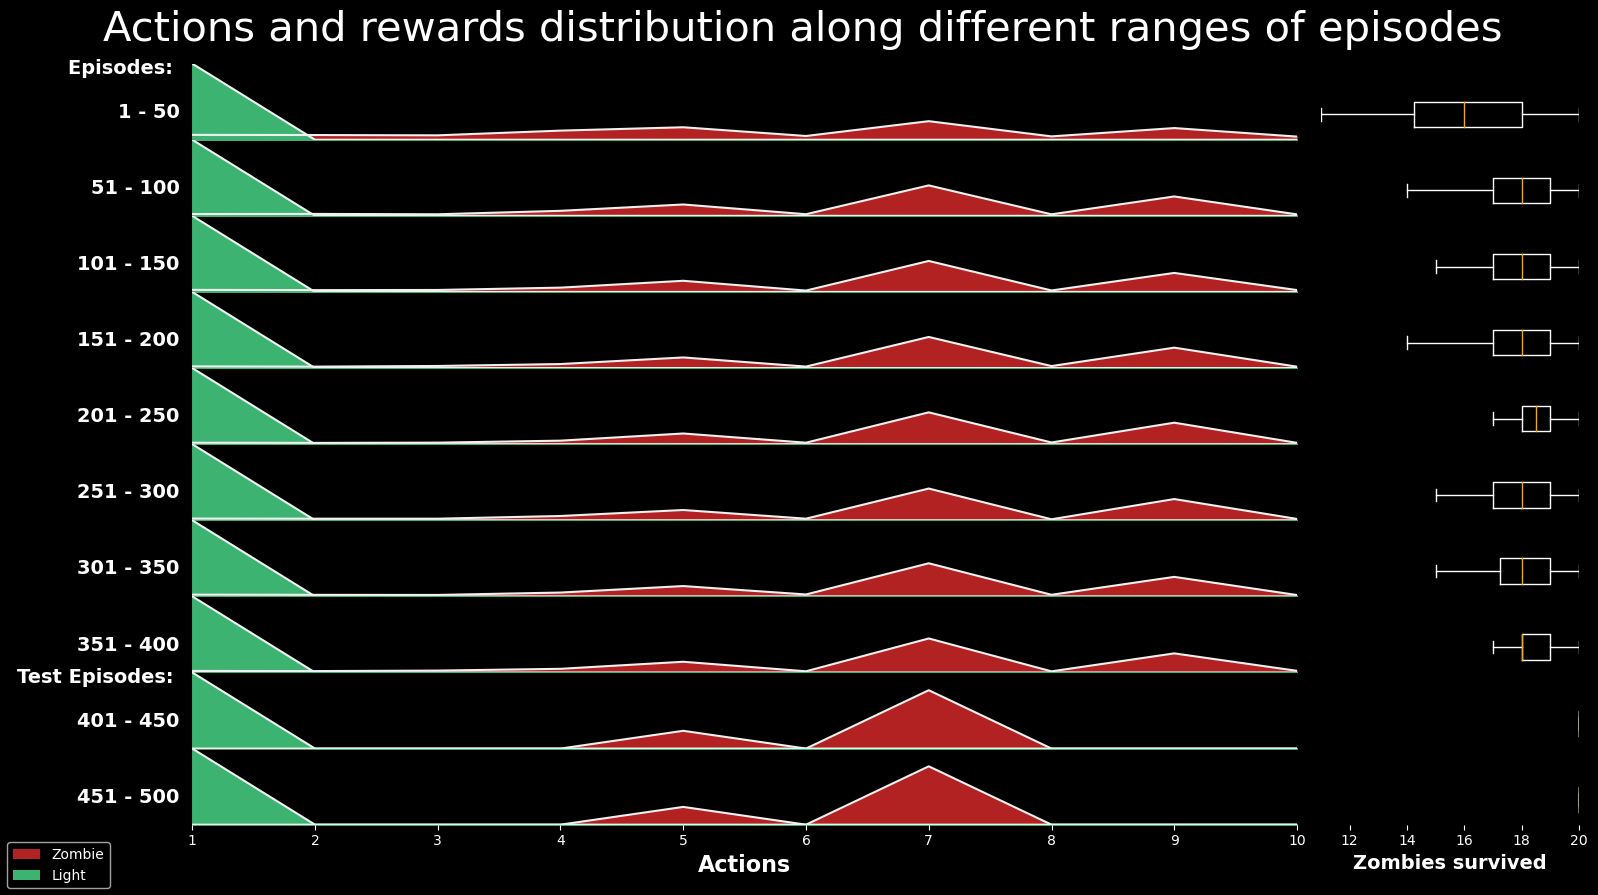 Actions and rewards distribution along different ranges of episodes
Episodes:
1 - 50
51 - 100
101 - 150
151 - 200
201 - 250
251 - 300
301 - 350
351 - 400
Test Episodes:
401 - 450
451 - 500
1 2 3 4 5 6 7 8 9 10 12 14 16 18 20
Actions
Zombies survived
Zombie
Light